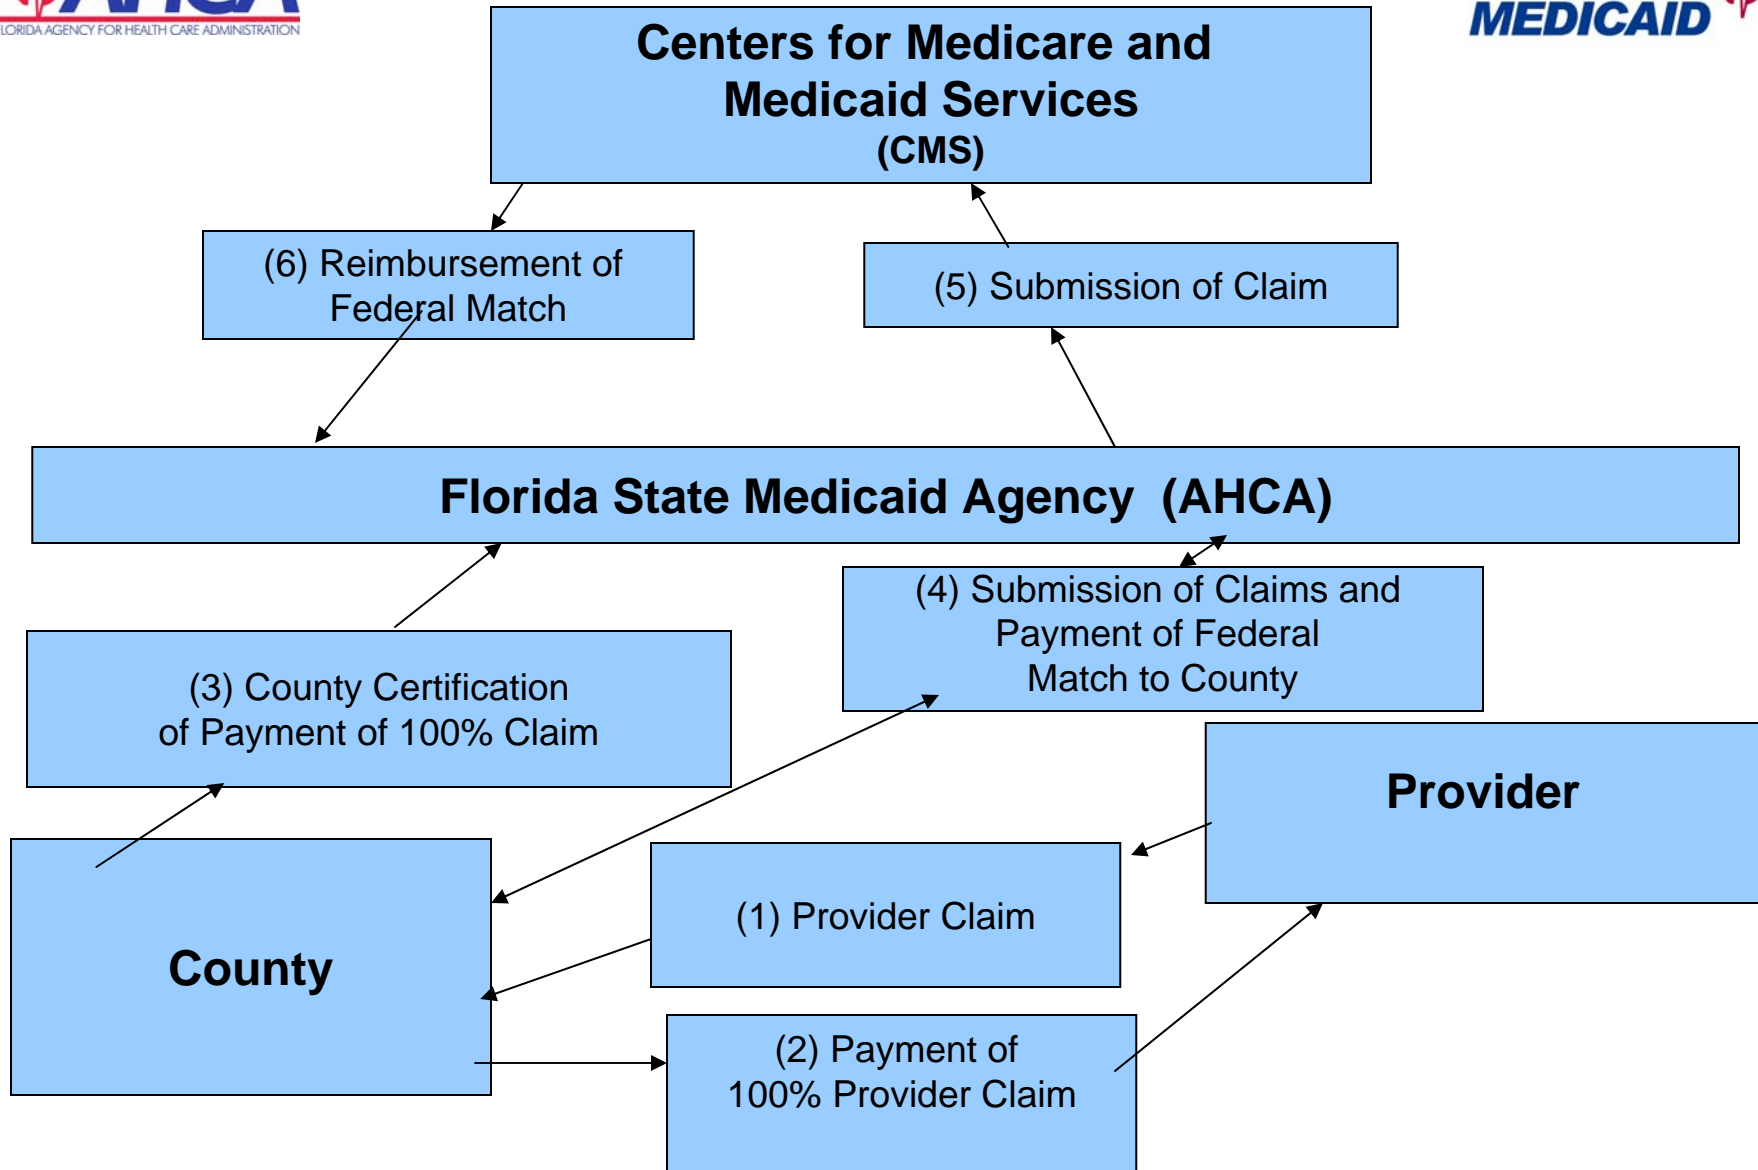 AHCA
FLORIDA AGENCY FOR HEALTH CARE ADMINISTRATION
MEDICAID
Centers for Medicare and
Medicaid Services
(CMS)
(6) Reimbursement of
Federal Match
(5) Submission of Claim
Florida State Medicaid Agency (AHCA)
(4) Submission of Claims and
Payment of Federal
Match to County
(3) County Certification
of Payment of 100% Claim
Provider
(1) Provider Claim
County
(2) Payment of
100% Provider Claim